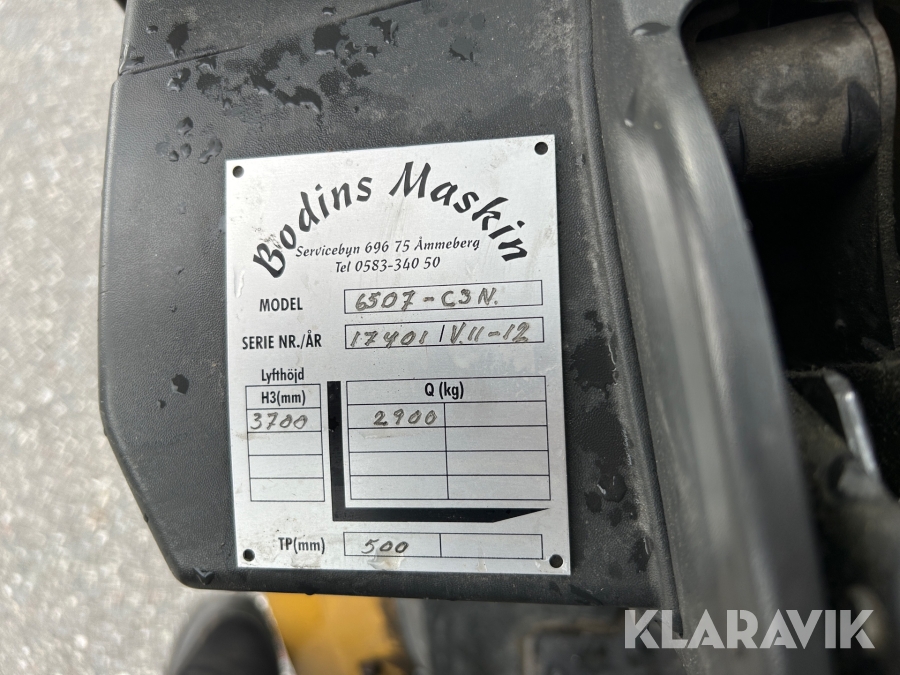 Bodins Maskin
Servicebyn 696 75 Åmmeberg
Tel 0583-340 50
MODEL 6507-C3N.
SERIE NR./ÅR 17401/V.11-12
Lyfthöjd
H3(mm) Q (kg)
3700 2900
TP(mm) 500
KLARAVIK